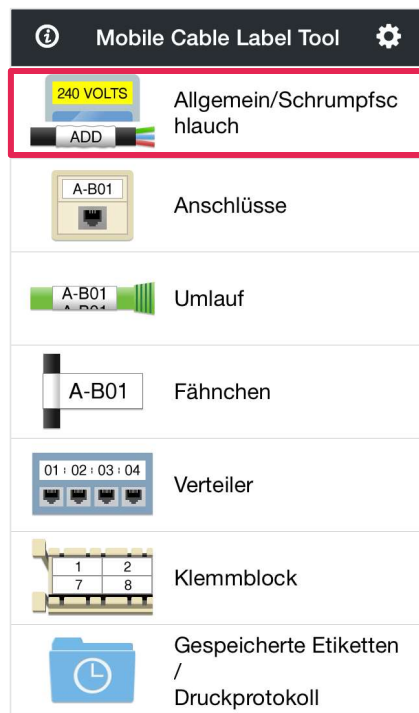 Mobile Cable Label Tool
240 VOLTS
ADD
Allgemein/Schrumpfsc
hlauch
A-B01
Anschlüsse
A-B01
A-B01
Umlauf
A-B01
Fähnchen
01 : 02 : 03 : 04
Verteiler
1 2
7 8
Klemmblock
Gespeicherte Etiketten
/
Druckprotokoll